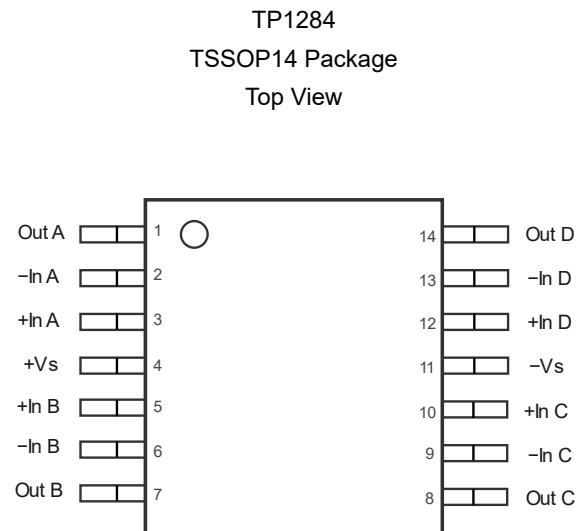 TP1284
TSSOP14 Package
Top View
Out A 1 14 Out D
−In A 2 13 −In D
+In A 3 12 +In D
+Vs 4 11 −Vs
+In B 5 10 +In C
−In B 6 9 −In C
Out B 7 8 Out C